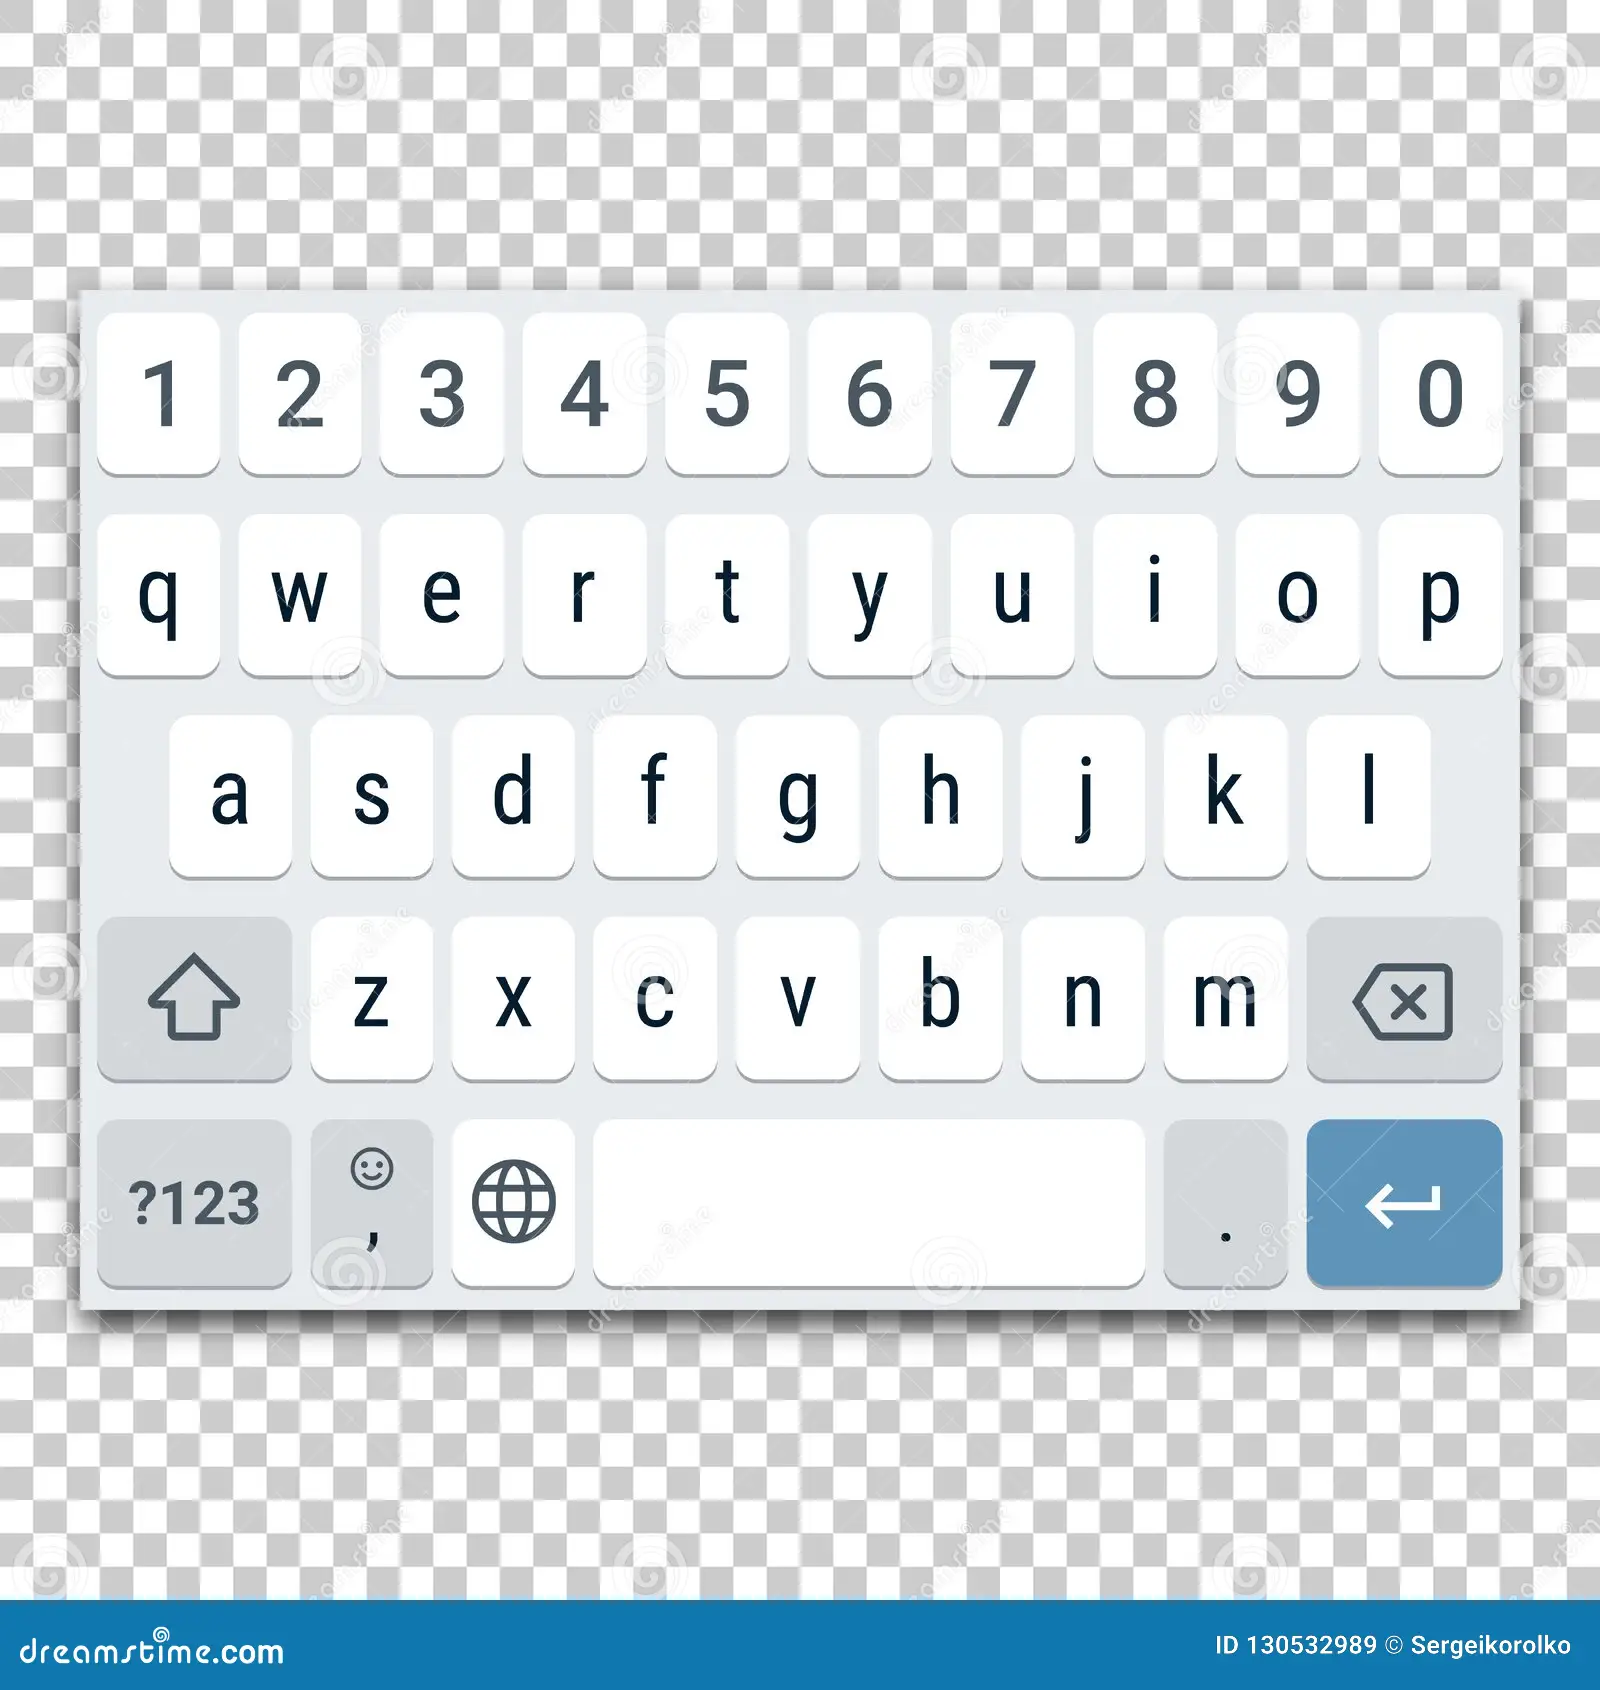 1 2 3 4 5 6 7 8 9 0
q w e r t y u i o p
a s d f g h j k l
z x c v b n m
?123 , .
dreamstime.com
ID 130532989 © Sergeikorolko